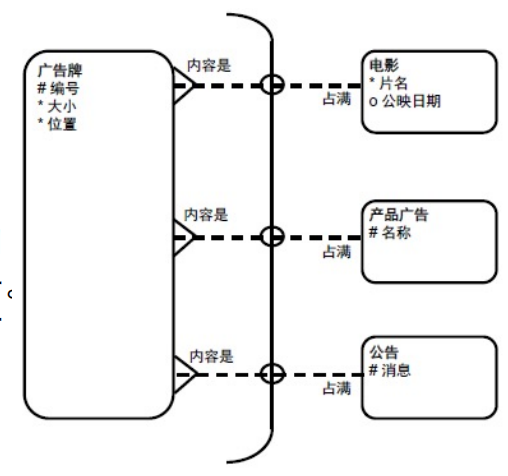 广告牌
# 编号
* 大小
* 位置
内容是
占满
电影
* 片名
o 公映日期
内容是
占满
产品广告
# 名称
内容是
占满
公告
# 消息